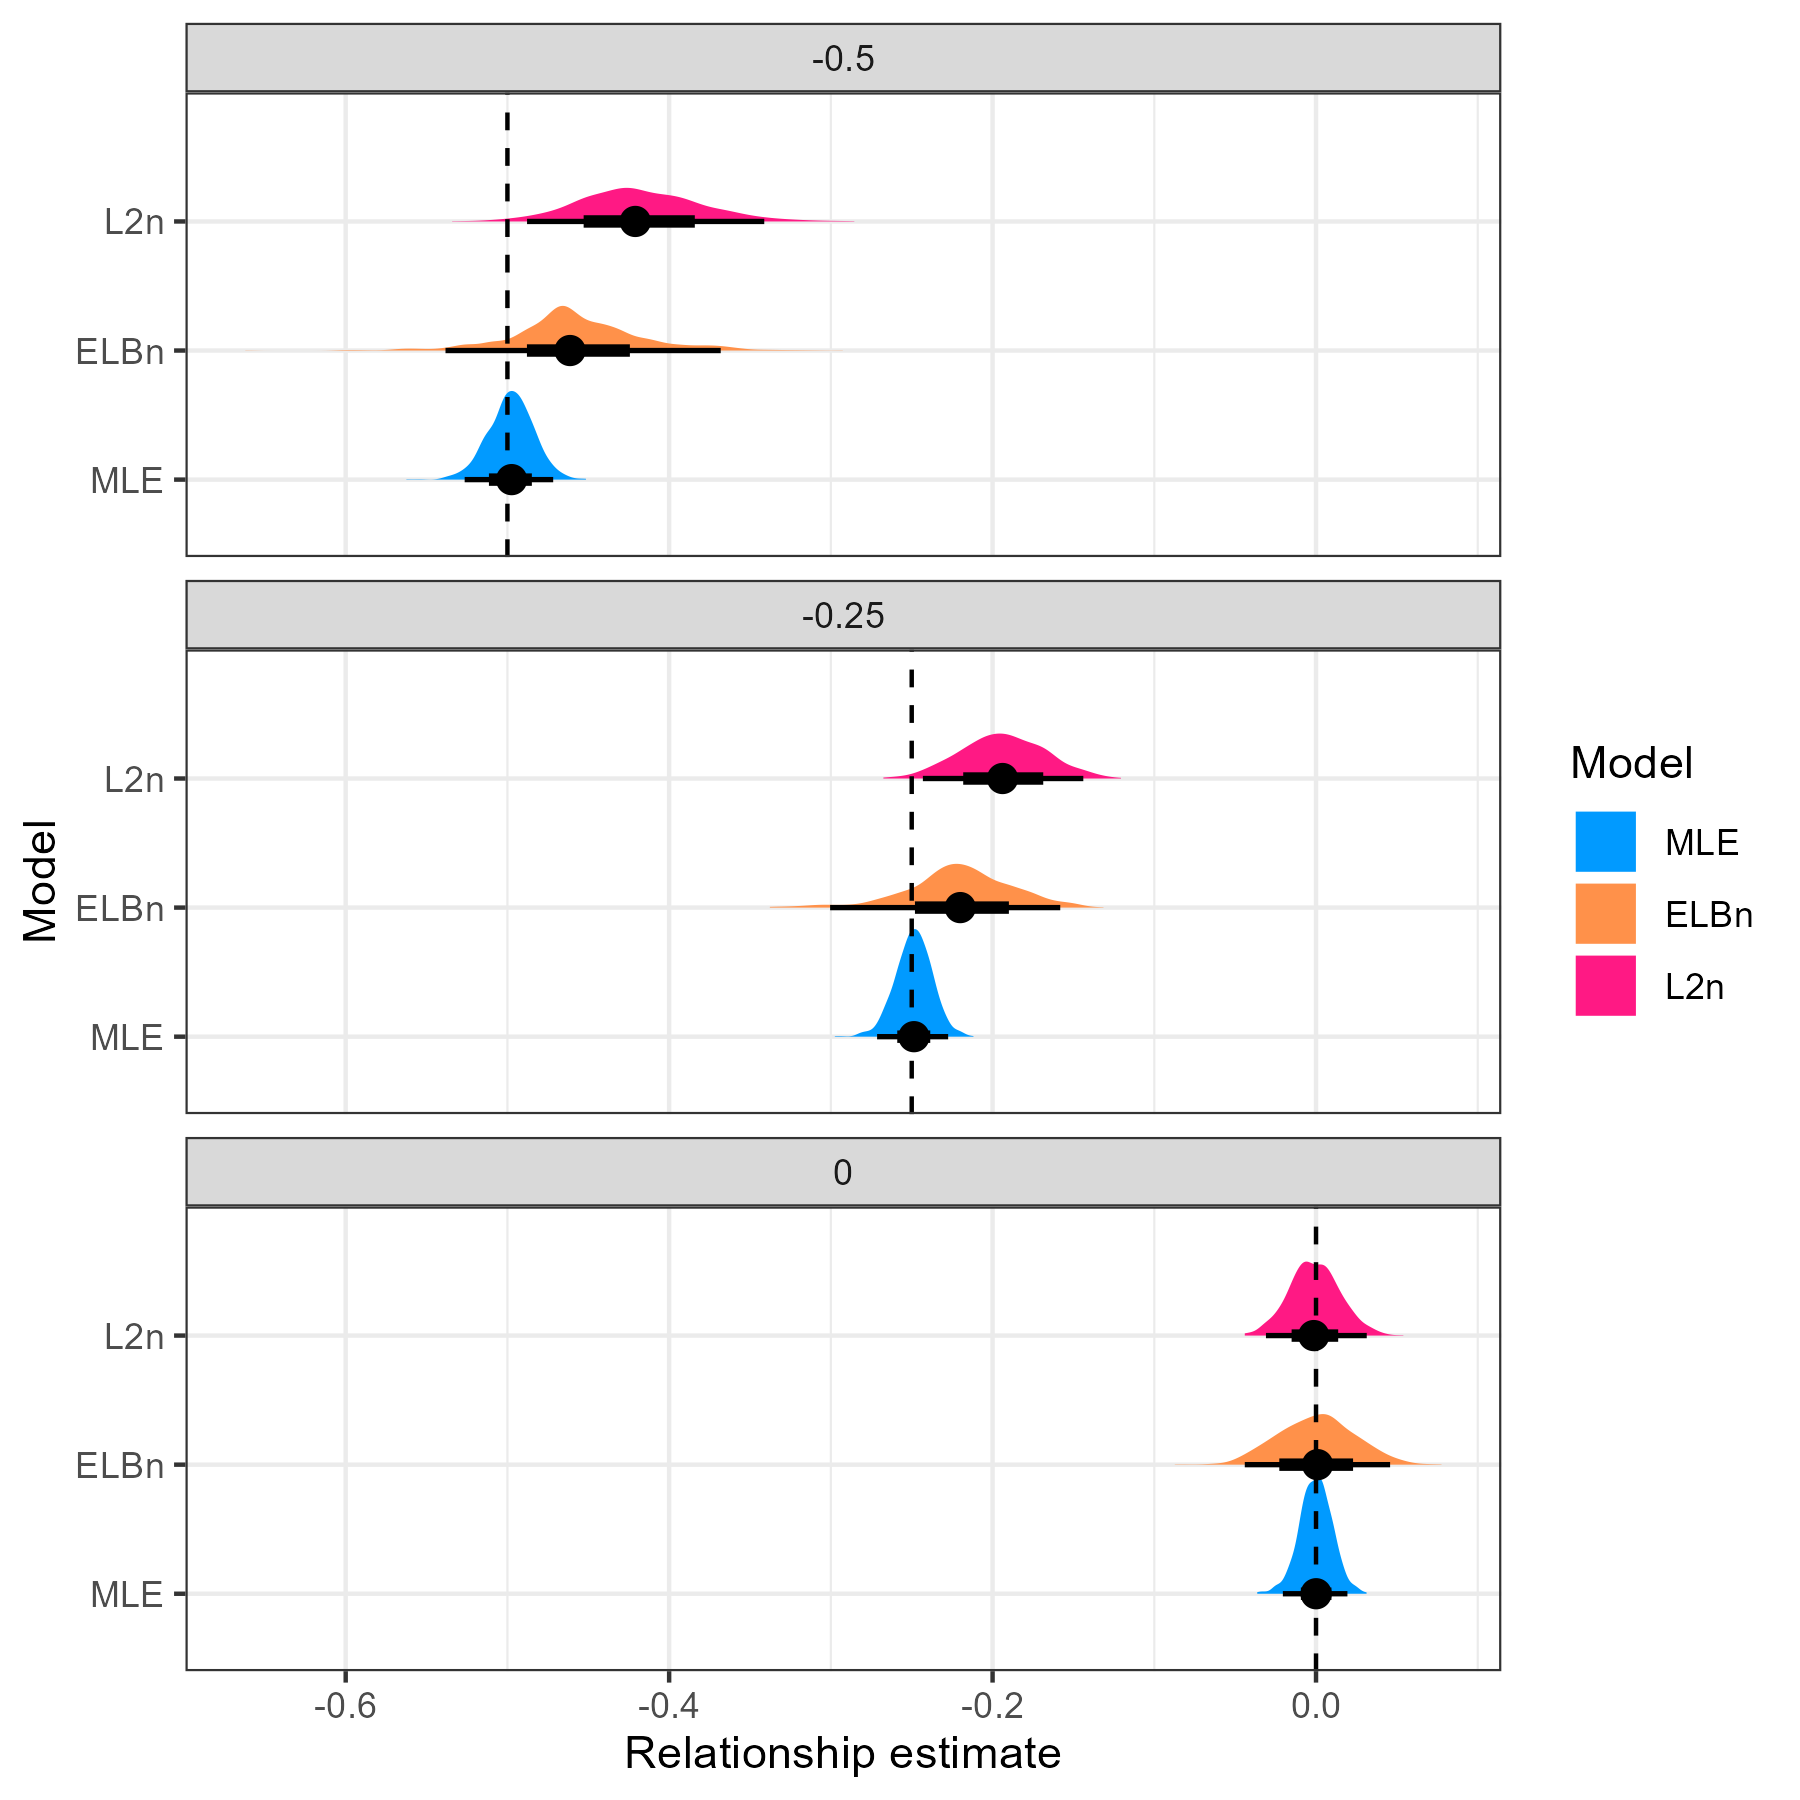 -0.5
L2n
ELBn
MLE
-0.25
L2n
ELBn
MLE
0
L2n
ELBn
MLE
-0.6
-0.4
-0.2
0.0
Relationship estimate
Model
Model
MLE
ELBn
L2n